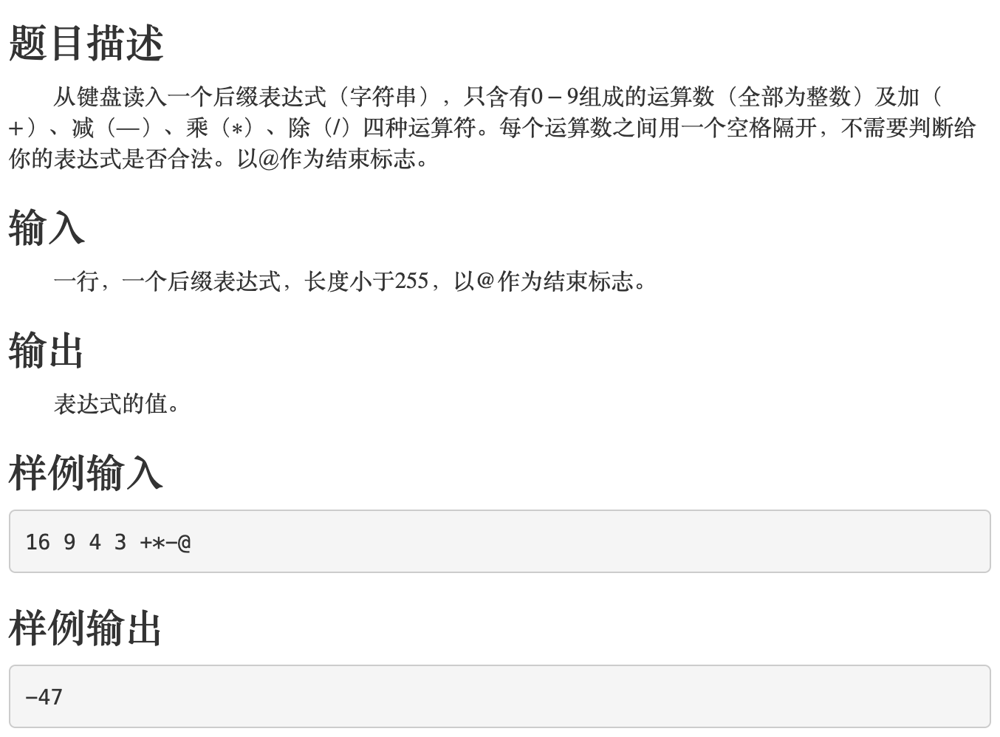 题目描述
从键盘读入一个后缀表达式（字符串），只含有0－9组成的运算数（全部为整数）及加（
+）、减（—）、乘（*）、除（/）四种运算符。每个运算数之间用一个空格隔开，不需要判断给
你的表达式是否合法。以@作为结束标志。
输入
一行，一个后缀表达式，长度小于255，以@作为结束标志。
输出
表达式的值。
样例输入
16 9 4 3 +*-@
样例输出
-47